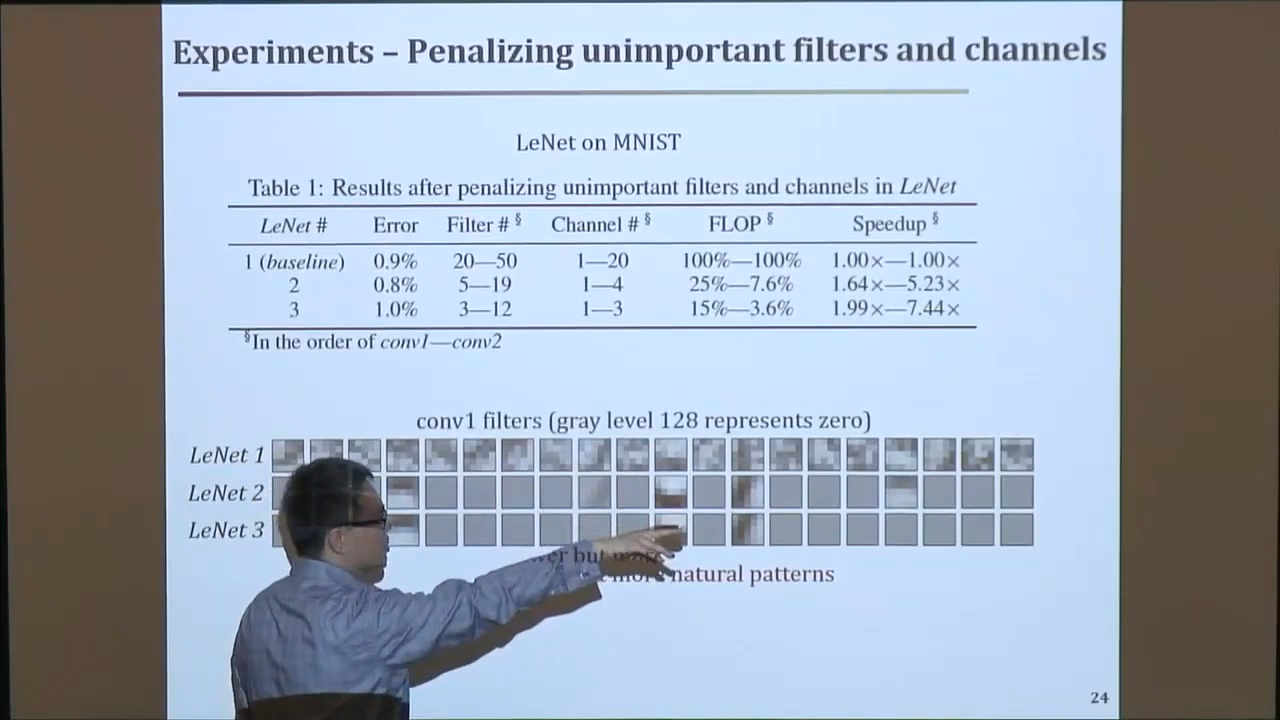 Experiments – Penalizing unimportant filters and channels
LeNet on MNIST
Table 1: Results after penalizing unimportant filters and channels in LeNet
LeNet # Error Filter # § Channel # § FLOP § Speedup §
1 (baseline) 0.9% 20—50 1—20 100%—100% 1.00×—1.00×
2 0.8% 5—19 1—4 25%—7.6% 1.64×—5.23×
3 1.0% 3—12 1—3 15%—3.6% 1.99×—7.44×
§In the order of conv1—conv2
conv1 filters (gray level 128 represents zero)
LeNet 1
LeNet 2
LeNet 3
but
natural patterns
24